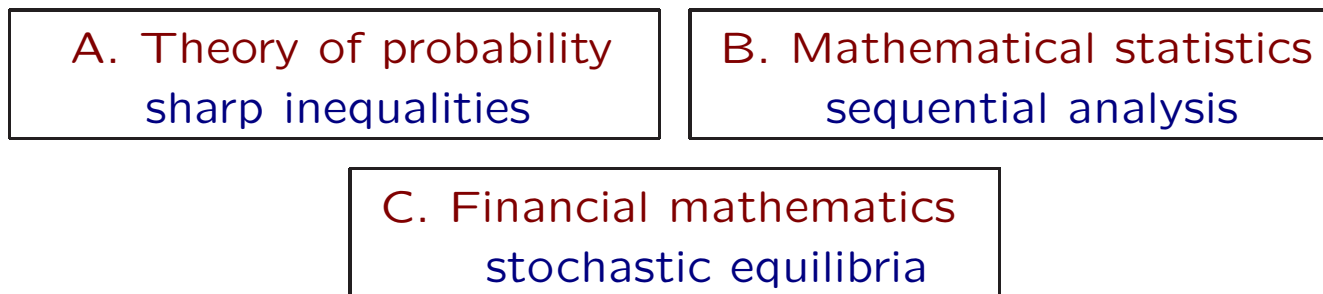 A. Theory of probability
sharp inequalities
B. Mathematical statistics
sequential analysis
C. Financial mathematics
stochastic equilibria